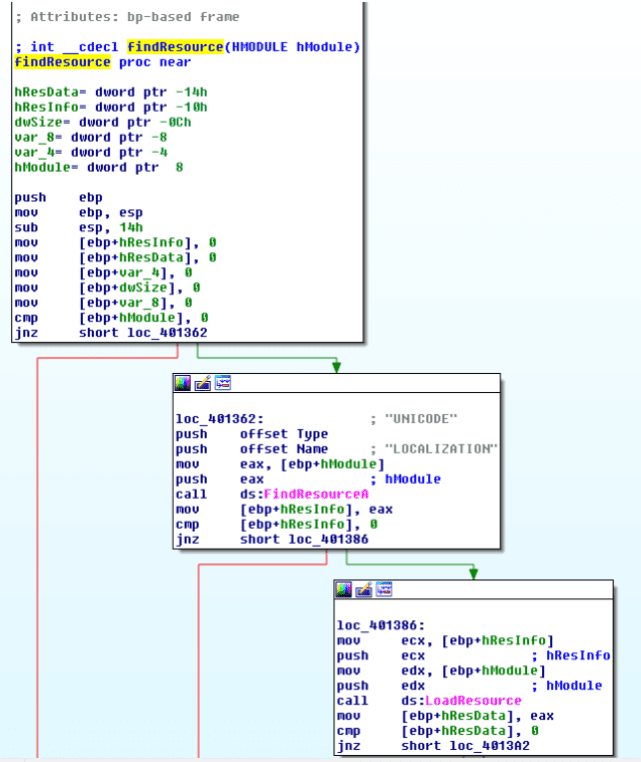 ; Attributes: bp-based frame
; int __cdecl findResource(HMODULE hModule)
findResource proc near
hResData= dword ptr -14h
hResInfo= dword ptr -10h
dwSize= dword ptr -0Ch
var_8= dword ptr -8
var_4= dword ptr -4
hModule= dword ptr 8
push ebp
mov ebp, esp
sub esp, 14h
mov [ebp+hResInfo], 0
mov [ebp+hResData], 0
mov [ebp+var_4], 0
mov [ebp+dwSize], 0
mov [ebp+var_8], 0
cmp [ebp+hModule], 0
jnz short loc_401362
loc_401362: ; "UNICODE"
push offset Type
push offset Name ; "LOCALIZATION"
mov eax, [ebp+hModule]
push eax ; hModule
call ds:FindResourceA
mov [ebp+hResInfo], eax
cmp [ebp+hResInfo], 0
jnz short loc_401386
loc_401386:
mov ecx, [ebp+hResInfo]
push ecx ; hResInfo
mov edx, [ebp+hModule]
push edx ; hModule
call ds:LoadResource
mov [ebp+hResData], eax
cmp [ebp+hResData], 0
jnz short loc_4013A2